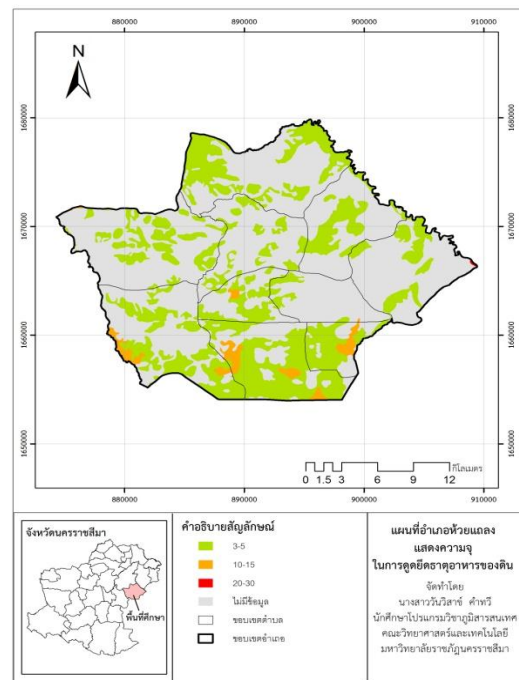 880000 890000 900000 910000
N
1680000 1680000
1670000 1670000
1660000 1660000
1650000 1650000
กิโลเมตร
0 1.5 3 6 9 12
880000 890000 900000 910000
จังหวัดนครราชสีมา
พื้นที่ศึกษา
คำอธิบายสัญลักษณ์
3-5
10-15
20-30
ไม่มีข้อมูล
ขอบเขตตำบล
ขอบเขตอำเภอ
แผนที่อำเภอห้วยแถลง
แสดงความจุ
ในการดูดยึดธาตุอาหารของดิน
จัดทำโดย
นางสาววันวิสาข์ คำทวี
นักศึกษาโปรแกรมวิชาภูมิสารสนเทศ
คณะวิทยาศาสตร์และเทคโนโลยี
มหาวิทยาลัยราชภัฏนครราชสีมา